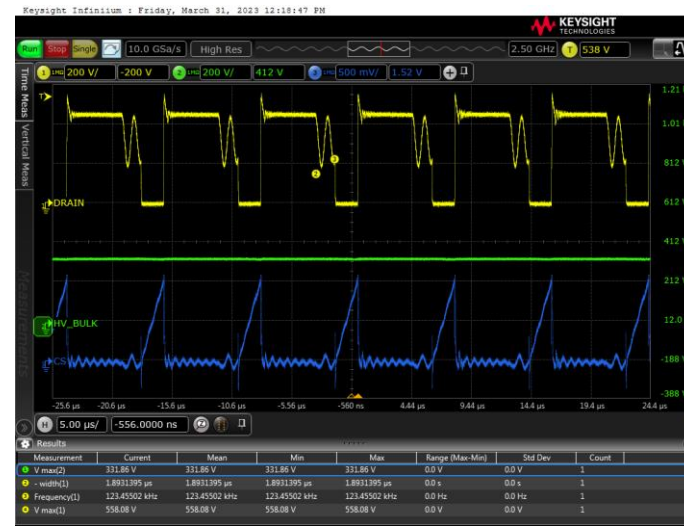 Keysight Infiniium : Friday, March 31, 2023 12:18:47 PM
KEYSIGHT
TECHNOLOGIES
Run Stop Single 10.0 GSa/s High Res 2.50 GHz T 538 V
1 1MΩ 200 V/ -200 V 2 1MΩ 200 V/ 412 V 3 1MΩ 500 mV/ 1.52 V
Time Meas
Vertical Meas
Measurements
T
1.21
1.01
812 V
DRAIN
612 V
412 V
212 V
HV_BULK
12.0
CS
-188
-388
2
3
-25.6 µs -20.6 µs -15.6 µs -10.6 µs -5.56 µs -560 ns 4.44 µs 9.44 µs 14.4 µs 19.4 µs 24.4 µs
H 5.00 µs/ -556.0000 ns
Results
Measurement Current Mean Min Max Range (Max-Min) Std Dev Count
V max(2) 331.86 V 331.86 V 331.86 V 331.86 V 0.0 V 0.0 V 1
- width(1) 1.8931395 µs 1.8931395 µs 1.8931395 µs 1.8931395 µs 0.0 s 0.0 s 1
Frequency(1) 123.45502 kHz 123.45502 kHz 123.45502 kHz 123.45502 kHz 0.0 Hz 0.0 Hz 1
V max(1) 558.08 V 558.08 V 558.08 V 558.08 V 0.0 V 0.0 V 1